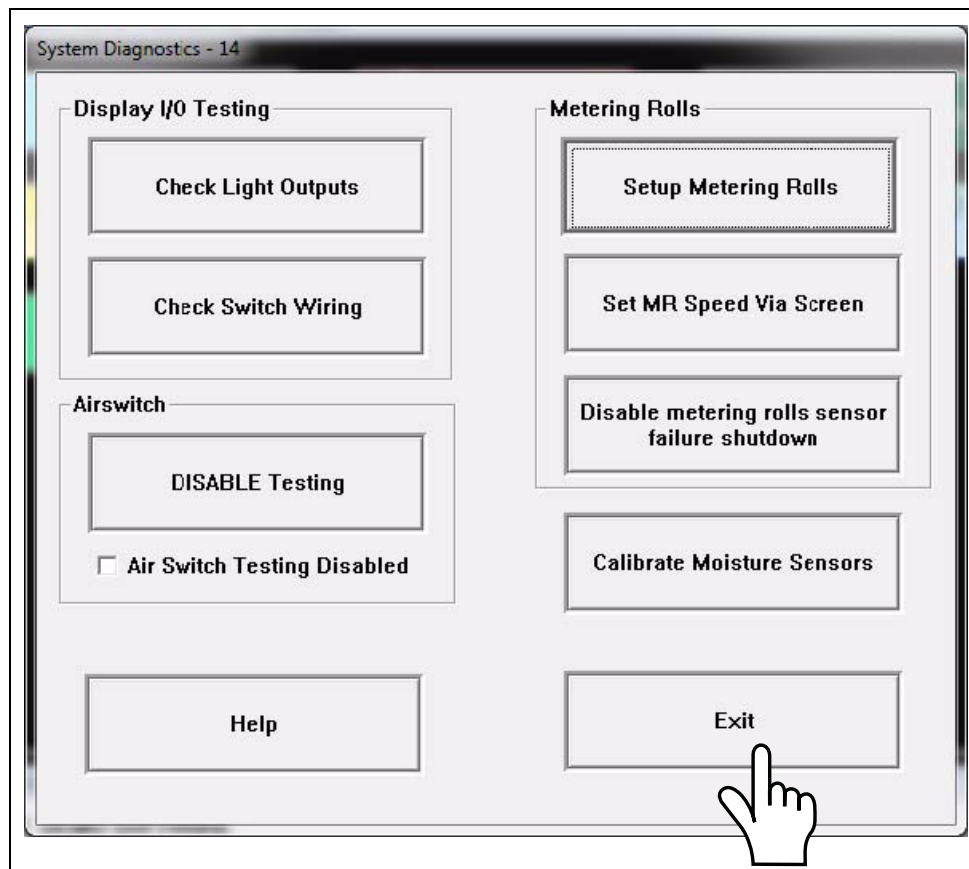 System Diagnostics - 14
Display I/O Testing
Check Light Outputs
Check Switch Wiring
Airswitch
DISABLE Testing
Air Switch Testing Disabled
Help
Metering Rolls
Setup Metering Rolls
Set MR Speed Via Screen
Disable metering rolls sensor
failure shutdown
Calibrate Moisture Sensors
Exit